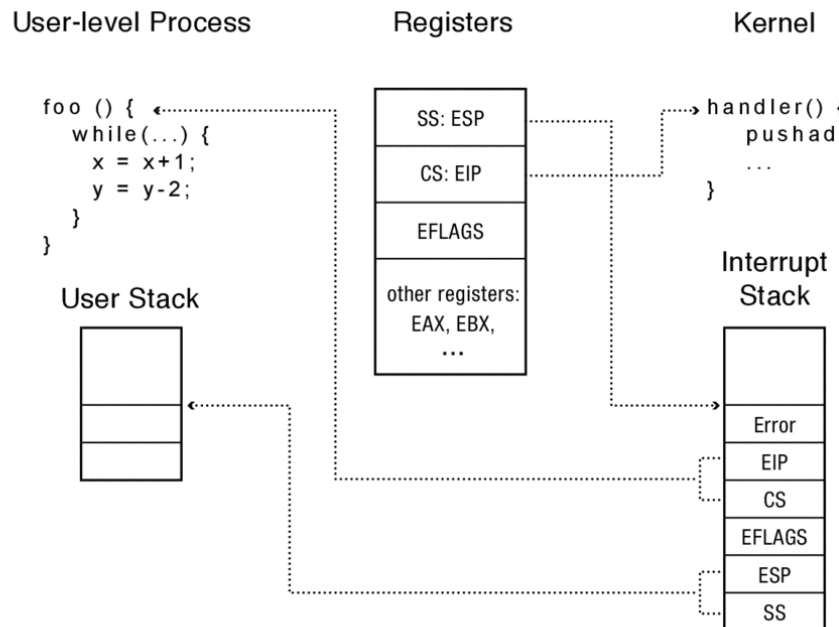 User-level Process
Registers
Kernel
foo () {
while(...) {
x = x+1;
y = y-2;
}
}
SS: ESP
CS: EIP
EFLAGS
other registers:
EAX, EBX,
...
handler() {
pushad
...
}
User Stack
Interrupt
Stack
Error
EIP
CS
EFLAGS
ESP
SS